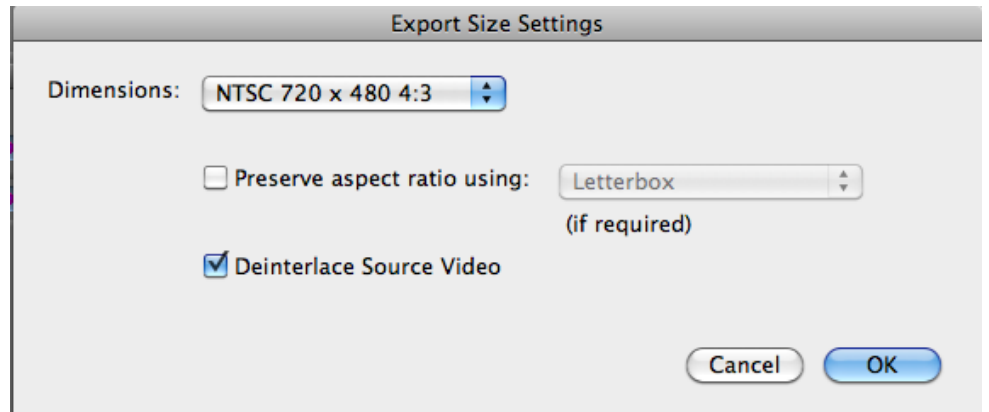 Export Size Settings
Dimensions: NTSC 720 x 480 4:3
Preserve aspect ratio using: Letterbox
(if required)
Deinterlace Source Video
Cancel OK